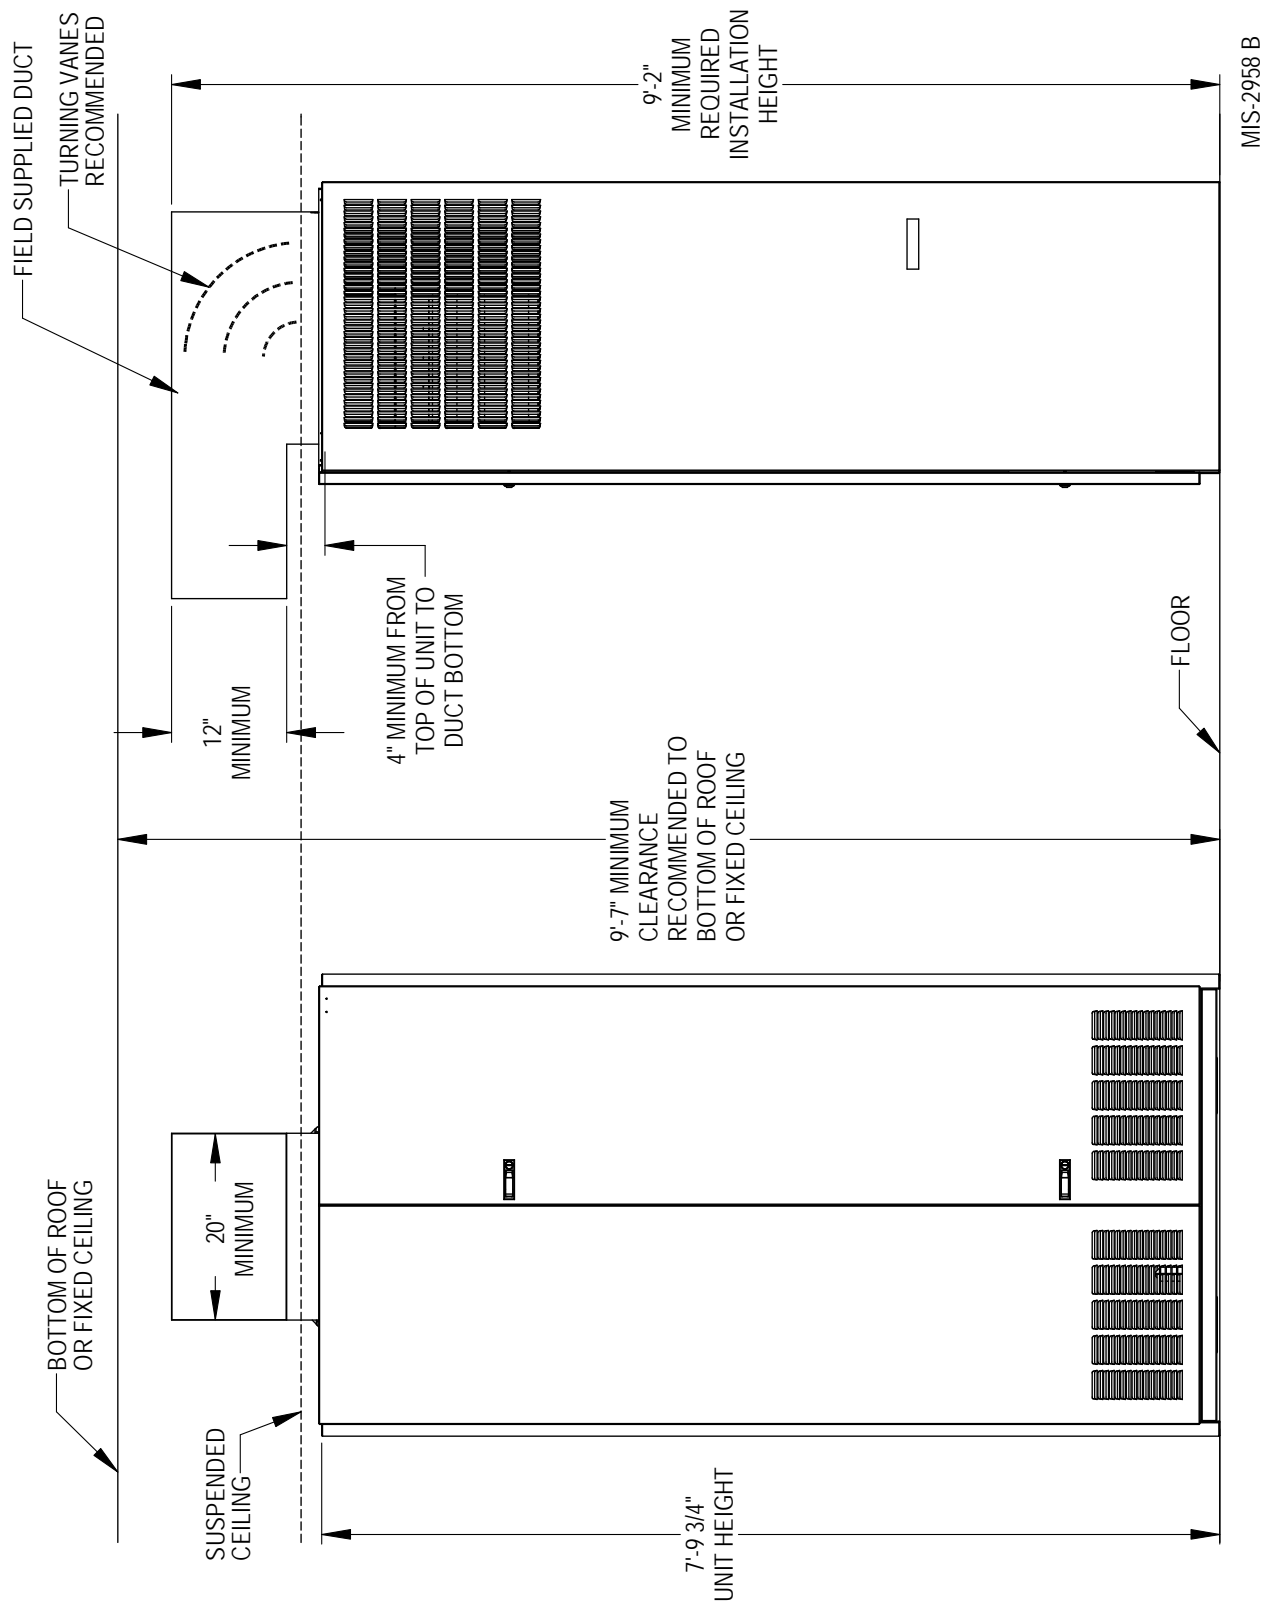 BOTTOM OF ROOF
OR FIXED CEILING
SUSPENDED
CEILING
20"
MINIMUM
7'-9 3/4"
UNIT HEIGHT
9'-7" MINIMUM
CLEARANCE
RECOMMENDED TO
BOTTOM OF ROOF
OR FIXED CEILING
12"
MINIMUM
4" MINIMUM FROM
TOP OF UNIT TO
DUCT BOTTOM
FLOOR
FIELD SUPPLIED DUCT
TURNING VANES
RECOMMENDED
9'-2"
MINIMUM
REQUIRED
INSTALLATION
HEIGHT
MIS-2958 B